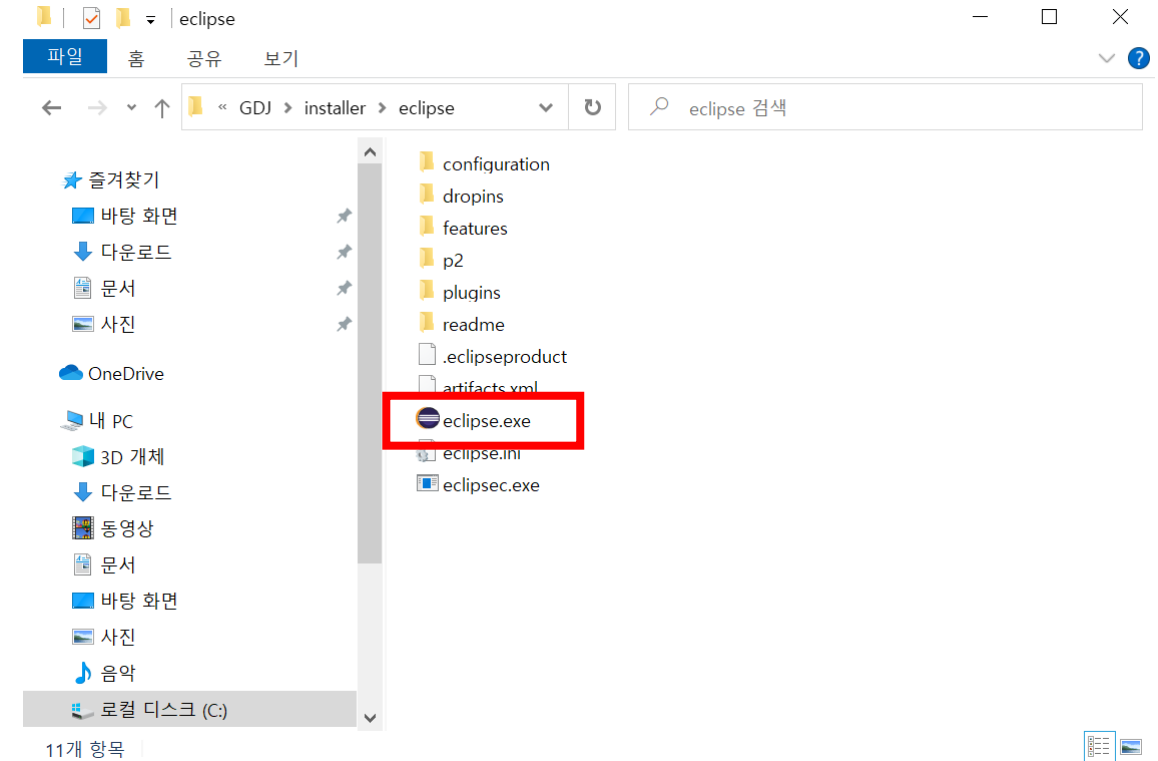 eclipse
파일 홈 공유 보기
?
« GDJ > installer > eclipse
eclipse 검색
즐겨찾기
바탕 화면
다운로드
문서
사진
OneDrive
내 PC
3D 개체
다운로드
동영상
문서
바탕 화면
사진
음악
로컬 디스크 (C:)
configuration
dropins
features
p2
plugins
readme
.eclipseproduct
artifacts.xml
eclipse.exe
eclipse.ini
eclipsec.exe
11개 항목